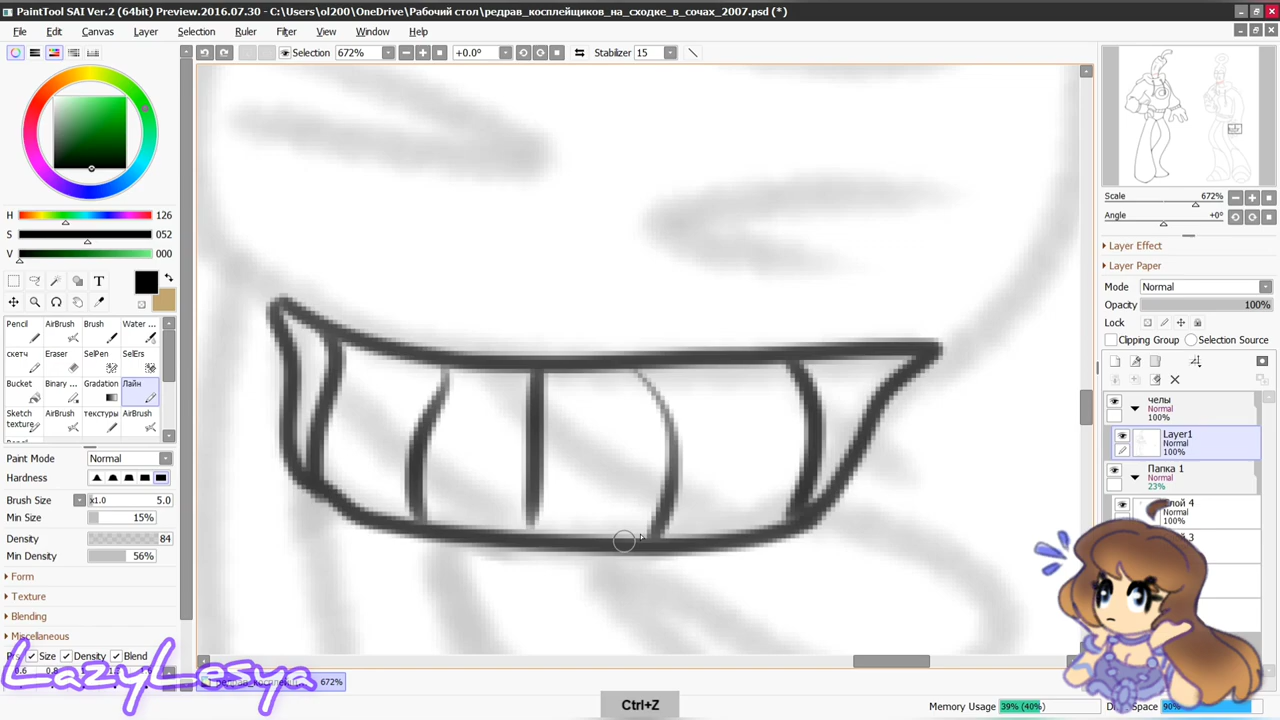 PaintTool SAI Ver.2 (64bit) Preview.2016.07.30 - C:\Users\ol200\OneDrive\Рабочий стол\редрав_косплейщиков_на_сходке_в_сочах_2007.psd (*)
File Edit Canvas Layer Selection Ruler Filter View Window Help
Selection 672% +0.0° Stabilizer 15
H 126
S 052
V 000
T
Pencil AirBrush Brush Water ...
скетч Eraser SelPen SelErs
Bucket Binary ... Gradation Лайн
Sketch texture AirBrush текстуры AirBrush
Paint Mode Normal
Hardness
Brush Size x1.0 5.0
Min Size 15%
Density 84
Min Density 56%
Form
Texture
Blending
Miscellaneous
Size Density Blend
LazyLesya
672%
Ctrl+Z
Scale 672%
Angle +0°
Layer Effect
Layer Paper
Mode Normal
Opacity 100%
Lock
Clipping Group Selection Source
челы
Normal
100%
Layer1
Normal
100%
Папка 1
Normal
23%
Слой 4
Normal
100%
Memory Usage 39% (40%) Space 90%